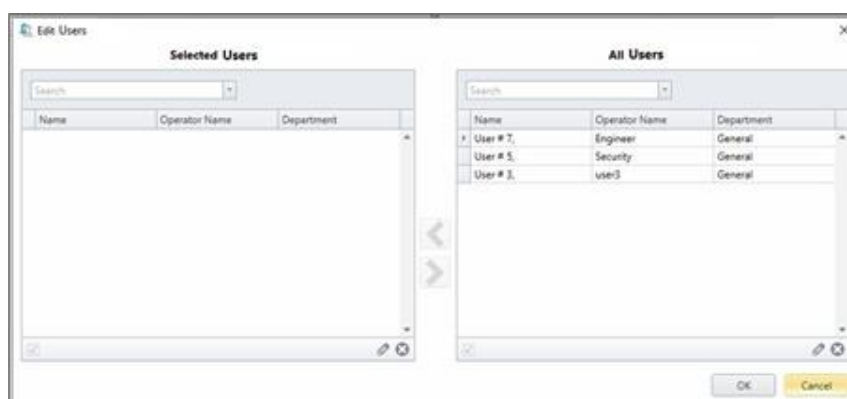 Edit Users
Selected Users
All Users
Search
Search
Name Operator Name Department
Name Operator Name Department
User # 7, Engineer General
User # 5, Security General
User # 3, user3 General
OK Cancel